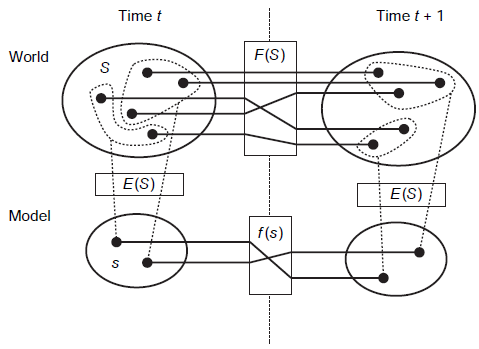 Time t
Time t + 1
World
S
F(S)
E(S)
E(S)
Model
s
f(s)